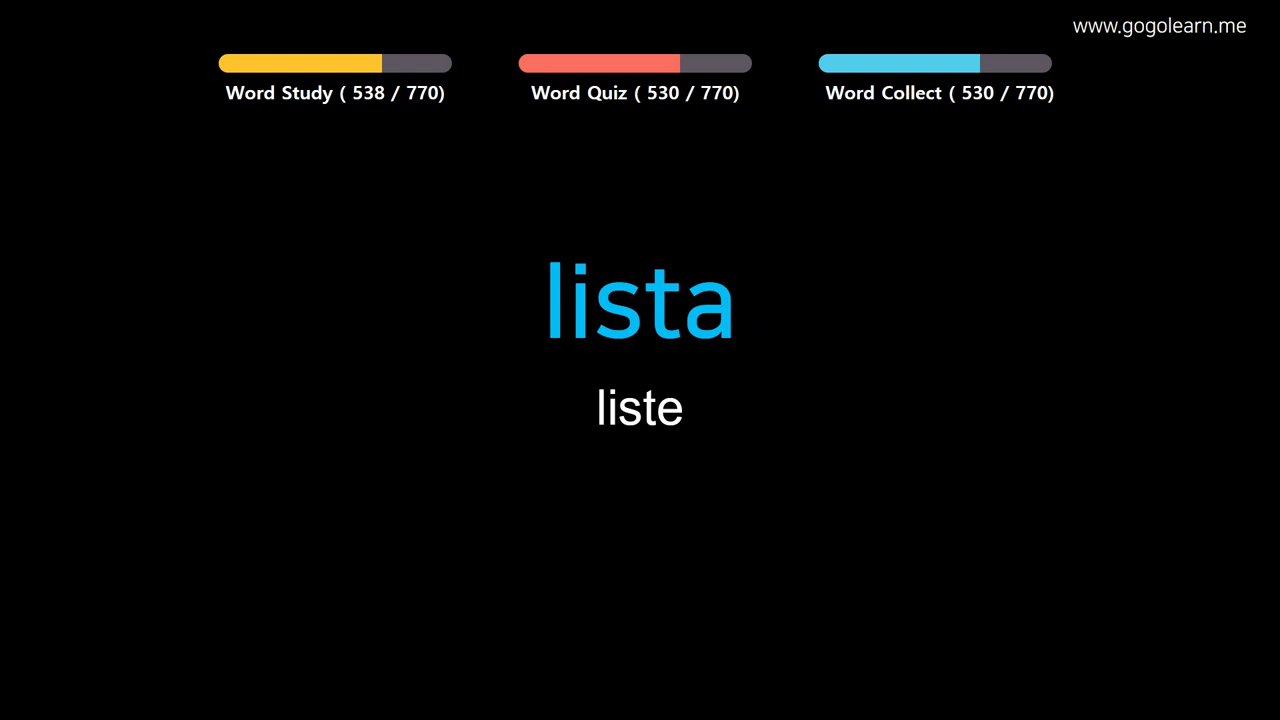 www.gogolearn.me
Word Study ( 538 / 770)
Word Quiz ( 530 / 770)
Word Collect ( 530 / 770)
lista
liste